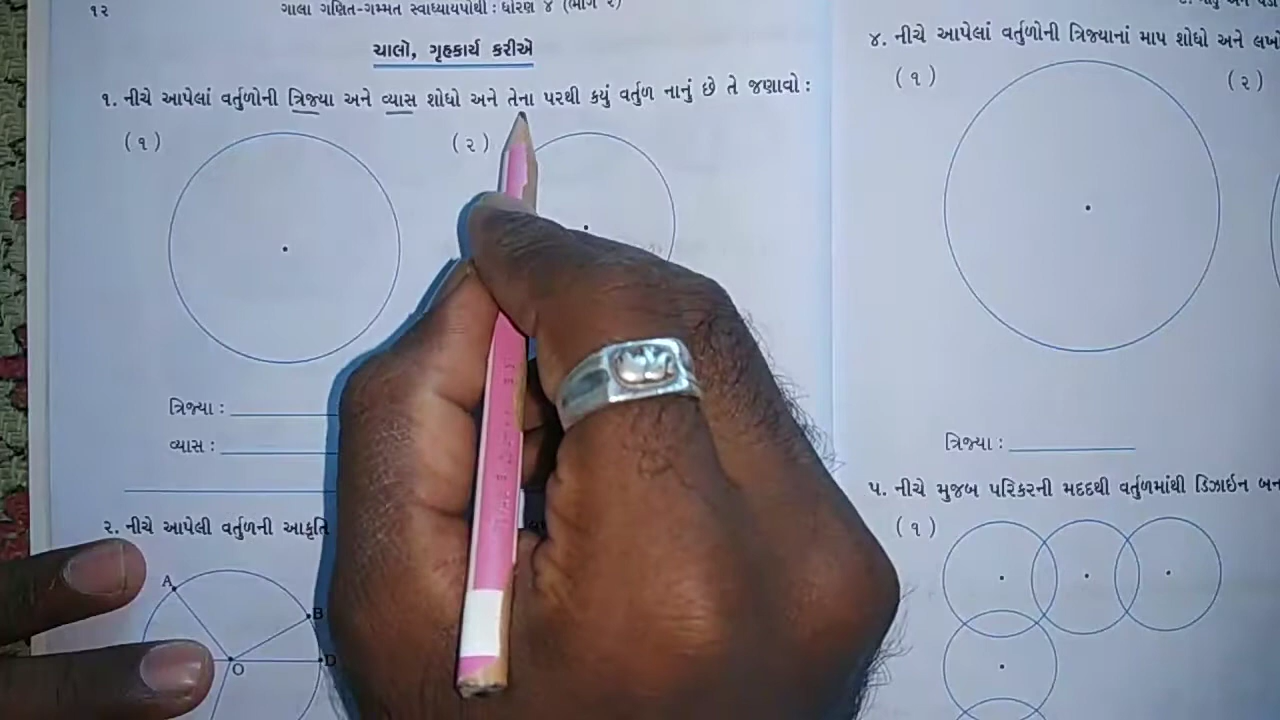 ૧૨
ગાલા ગણિત-ગમ્મત સ્વાધ્યાયપોથી : ધોરણ ૪ (ભાગ ૨)
ચાલો, ગૃહકાર્ય કરીએ
૧. નીચે આપેલાં વર્તુળોની ત્રિજ્યા અને વ્યાસ શોધો અને તેના પરથી કયું વર્તુળ નાનું છે તે જણાવો :
(૧)
(૨)
ત્રિજ્યા :
વ્યાસ :
૨. નીચે આપેલી વર્તુળની આકૃતિ
A
B
O
D
૪. નીચે આપેલાં વર્તુળોની ત્રિજ્યાનાં માપ શોધો અને લખો
(૧)
(૨)
ત્રિજ્યા :
૫. નીચે મુજબ પરિકરની મદદથી વર્તુળમાંથી ડિઝાઈન
(૧)